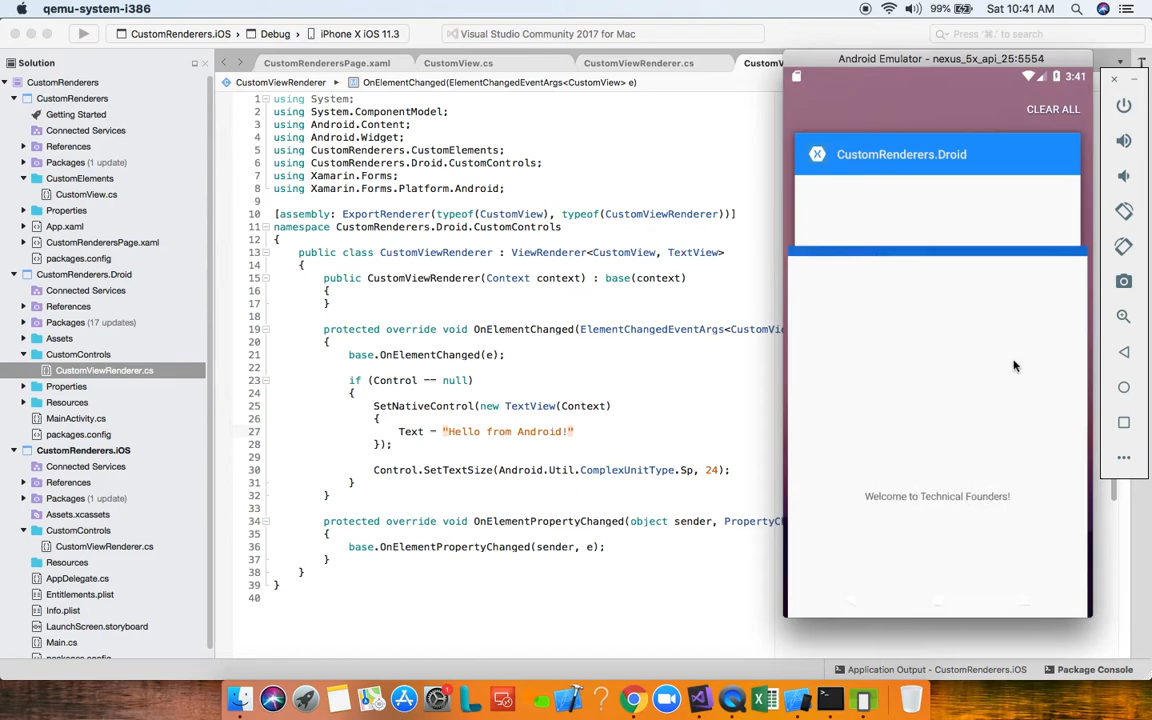 qemu-system-i386
99%
Sat 10:41 AM
CustomRenderers.iOS
Debug
iPhone X iOS 11.3
Visual Studio Community 2017 for Mac
Press '⌘.' to search
Solution
CustomRenderers
CustomRenderers
Getting Started
Connected Services
References
Packages (1 update)
CustomElements
CustomView.cs
Properties
App.xaml
CustomRenderersPage.xaml
packages.config
CustomRenderers.Droid
Connected Services
References
Packages (17 updates)
Assets
CustomControls
CustomViewRenderer.cs
Properties
Resources
MainActivity.cs
packages.config
CustomRenderers.iOS
Connected Services
References
Packages (1 update)
Assets.xcassets
CustomControls
CustomViewRenderer.cs
Resources
AppDelegate.cs
Entitlements.plist
Info.plist
LaunchScreen.storyboard
Main.cs
packages.config
CustomRenderersPage.xaml
CustomView.cs
CustomViewRenderer.cs
CustomV
CustomViewRenderer
OnElementChanged(ElementChangedEventArgs<CustomView> e)
1 using System;
2 using System.ComponentModel;
3 using Android.Content;
4 using Android.Widget;
5 using CustomRenderers.CustomElements;
6 using CustomRenderers.Droid.CustomControls;
7 using Xamarin.Forms;
8 using Xamarin.Forms.Platform.Android;
9
10 [assembly: ExportRenderer(typeof(CustomView), typeof(CustomViewRenderer))]
11 namespace CustomRenderers.Droid.CustomControls
12 {
13 public class CustomViewRenderer : ViewRenderer<CustomView, TextView>
14 {
15 public CustomViewRenderer(Context context) : base(context)
16 {
17 }
18
19 protected override void OnElementChanged(ElementChangedEventArgs<CustomVi
20 {
21 base.OnElementChanged(e);
22
23 if (Control == null)
24 {
25 SetNativeControl(new TextView(Context)
26 {
27 Text = "Hello from Android!"
28 });
29
30 Control.SetTextSize(Android.Util.ComplexUnitType.Sp, 24);
31 }
32 }
33
34 protected override void OnElementPropertyChanged(object sender, PropertyCh
35 {
36 base.OnElementPropertyChanged(sender, e);
37 }
38 }
39 }
40
Android Emulator - nexus_5x_api_25:5554
3:41
CLEAR ALL
CustomRenderers.Droid
Welcome to Technical Founders!
Application Output - CustomRenderers.iOS
Package Console